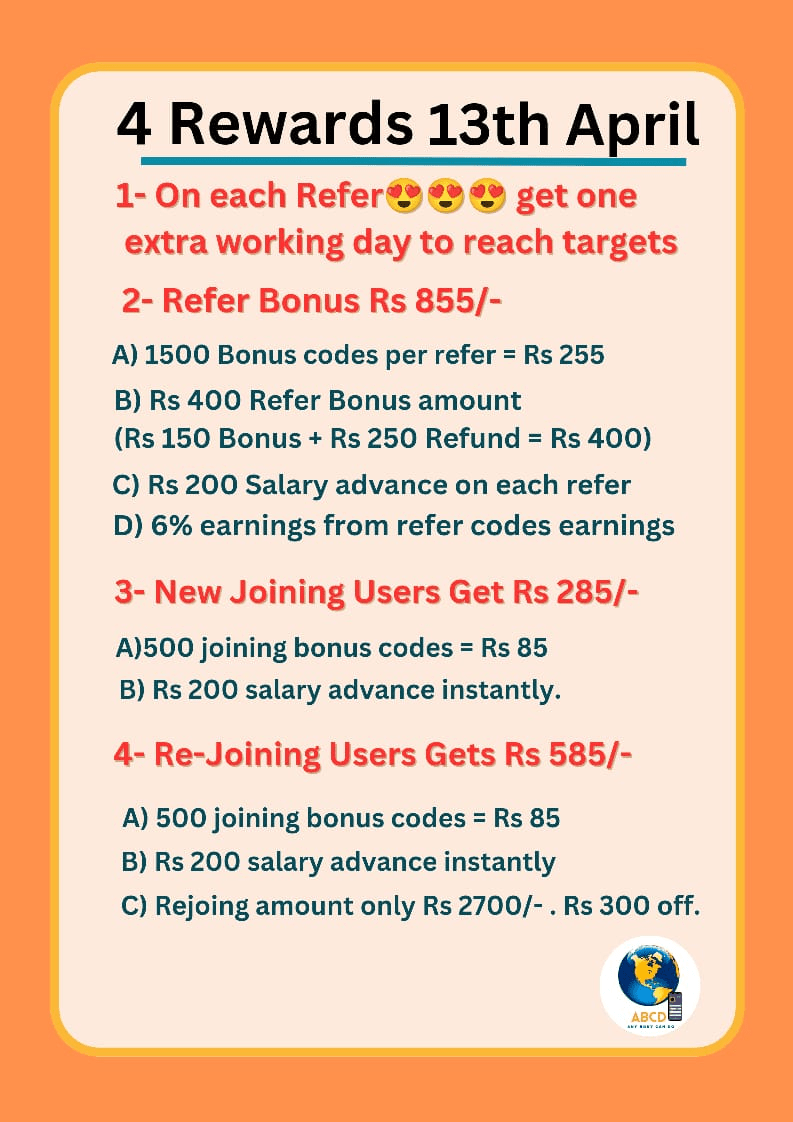 4 Rewards 13th April
1- On each Refer😍😍😍 get one
extra working day to reach targets
2- Refer Bonus Rs 855/-
A) 1500 Bonus codes per refer = Rs 255
B) Rs 400 Refer Bonus amount
(Rs 150 Bonus + Rs 250 Refund = Rs 400)
C) Rs 200 Salary advance on each refer
D) 6% earnings from refer codes earnings
3- New Joining Users Get Rs 285/-
A)500 joining bonus codes = Rs 85
B) Rs 200 salary advance instantly.
4- Re-Joining Users Gets Rs 585/-
A) 500 joining bonus codes = Rs 85
B) Rs 200 salary advance instantly
C) Rejoing amount only Rs 2700/- . Rs 300 off.
ABCD
ANY BODY CAN DO